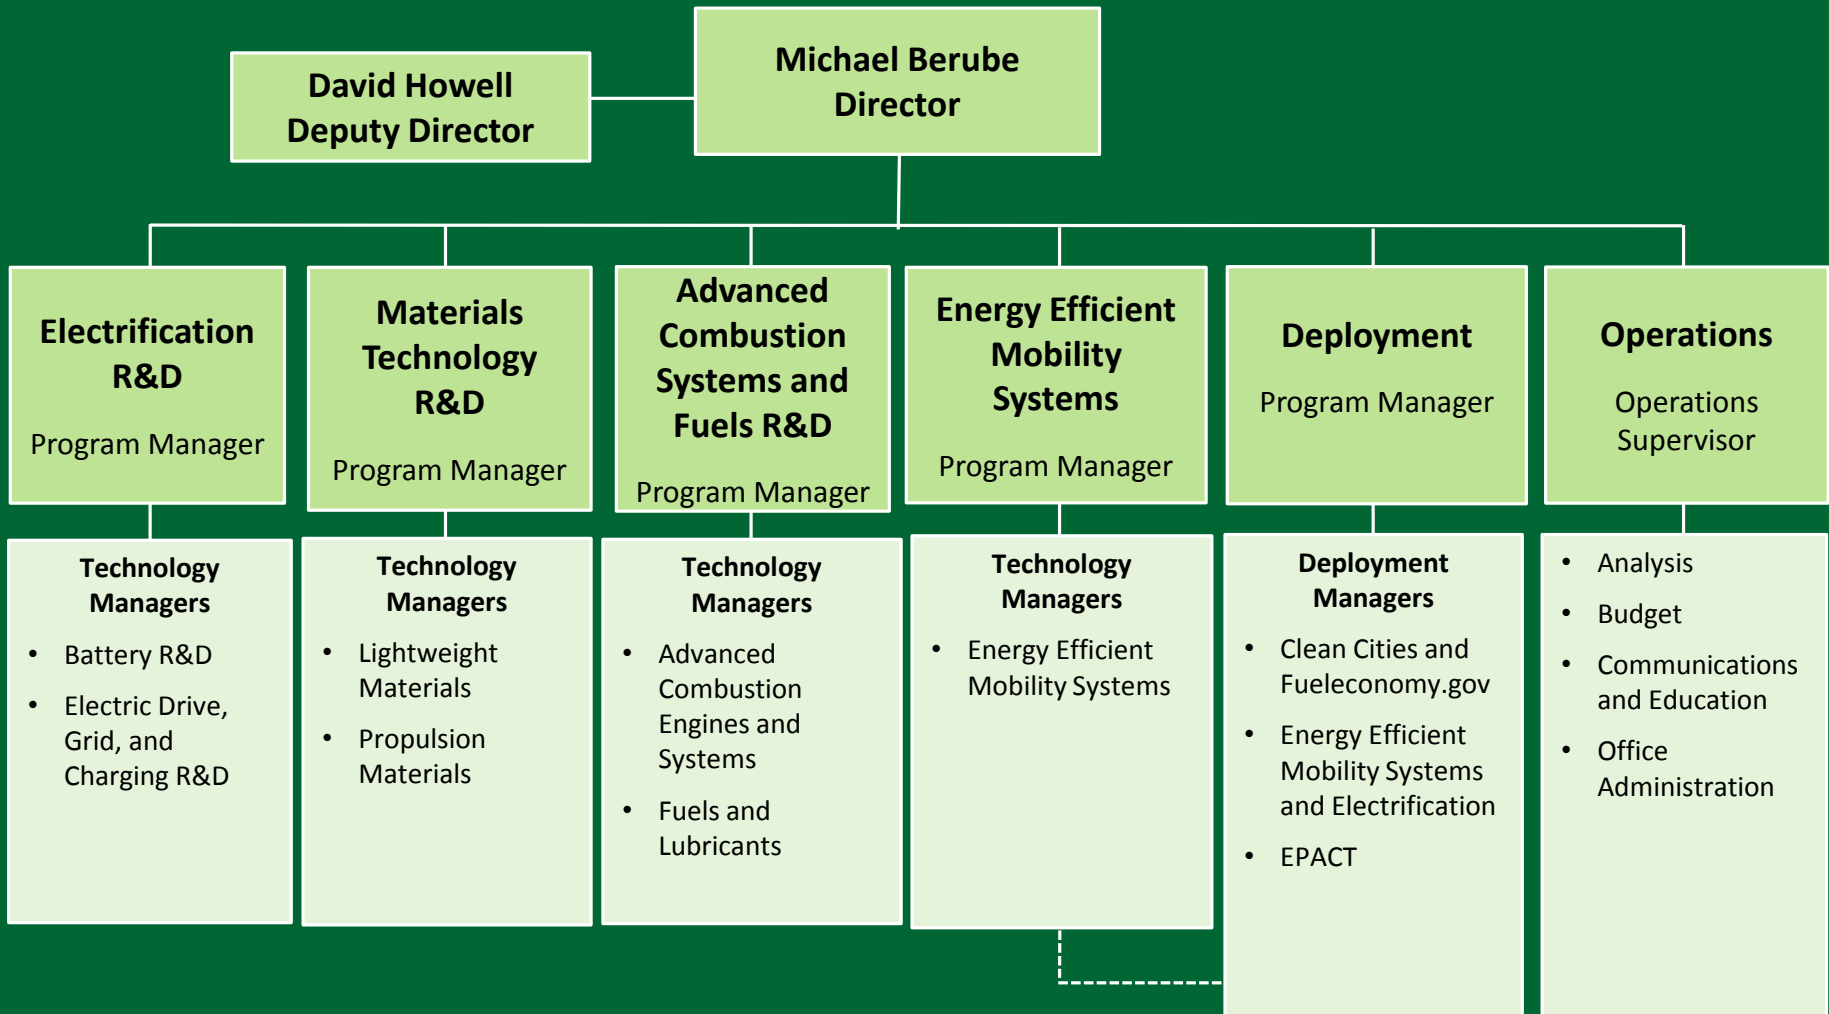 Michael Berube
Director
David Howell
Deputy Director
Electrification
R&D
Program Manager
Materials
Technology
R&D
Program Manager
Advanced
Combustion
Systems and
Fuels R&D
Program Manager
Energy Efficient
Mobility
Systems
Program Manager
Deployment
Program Manager
Operations
Operations
Supervisor
Technology
Managers
• Battery R&D
• Electric Drive,
Grid, and
Charging R&D
Technology
Managers
• Lightweight
Materials
• Propulsion
Materials
Technology
Managers
• Advanced
Combustion
Engines and
Systems
• Fuels and
Lubricants
Technology
Managers
• Energy Efficient
Mobility Systems
Deployment
Managers
• Clean Cities and
Fueleconomy.gov
• Energy Efficient
Mobility Systems
and Electrification
• EPACT
• Analysis
• Budget
• Communications
and Education
• Office
Administration